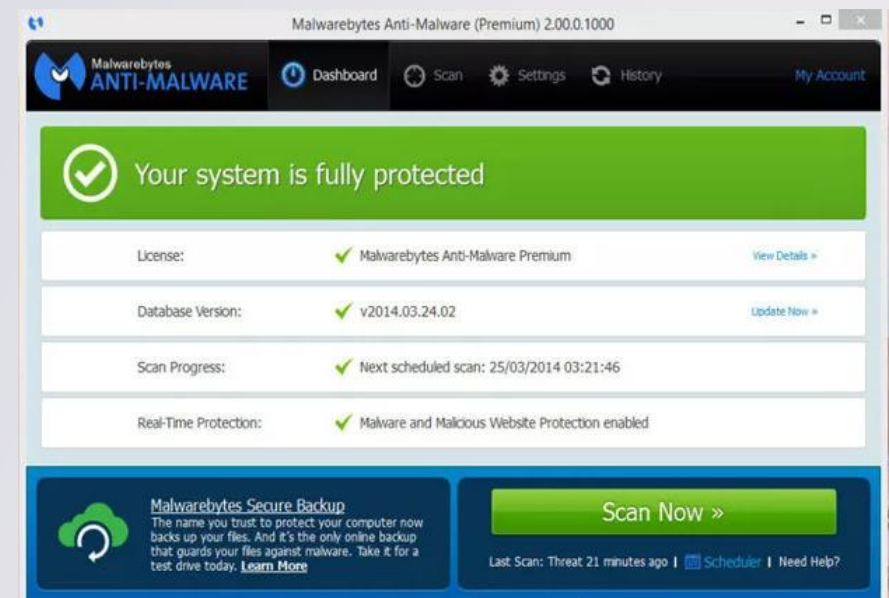 Malwarebytes Anti-Malware (Premium) 2.00.0.1000
Malwarebytes
ANTI-MALWARE
Dashboard
Scan
Settings
History
My Account
Your system is fully protected
License: Malwarebytes Anti-Malware Premium View Details »
Database Version: v2014.03.24.02 Update Now »
Scan Progress: Next scheduled scan: 25/03/2014 03:21:46
Real-Time Protection: Malware and Malicious Website Protection enabled
Malwarebytes Secure Backup
The name you trust to protect your computer now
backs up your files. And it's the only online backup
that guards your files against malware. Take it for a
test drive today. Learn More
Scan Now »
Last Scan: Threat 21 minutes ago | Scheduler | Need Help?